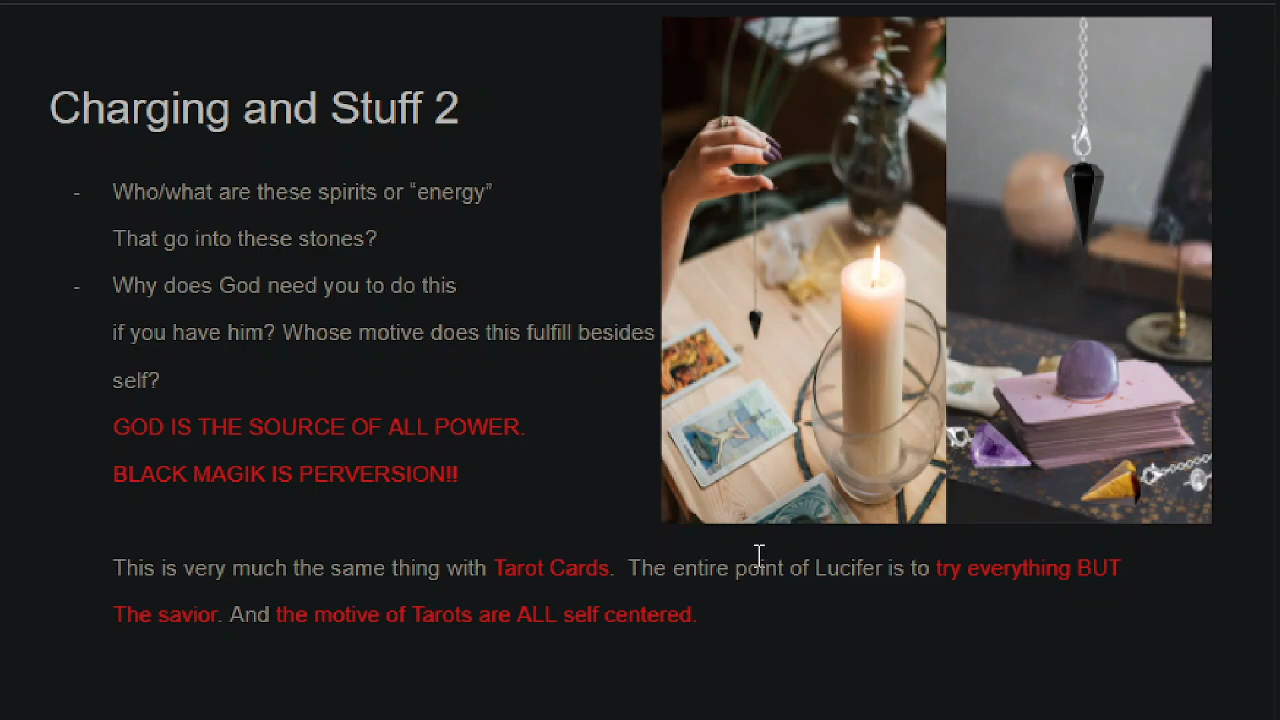 Charging and Stuff 2
- Who/what are these spirits or “energy”
That go into these stones?
- Why does God need you to do this
if you have him? Whose motive does this fulfill besides
self?
GOD IS THE SOURCE OF ALL POWER.
BLACK MAGIK IS PERVERSION!!
This is very much the same thing with Tarot Cards.  The entire point of Lucifer is to try everything BUT
The savior. And the motive of Tarots are ALL self centered.